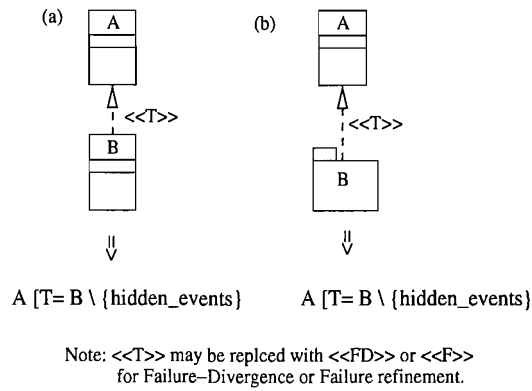 (a)
A
<<T>>
B
=>
A [T= B \ {hidden_events}
(b)
A
<<T>>
B
=>
A [T= B \ {hidden_events}
Note: <<T>> may be replced with <<FD>> or <<F>>
for Failure–Divergence or Failure refinement.